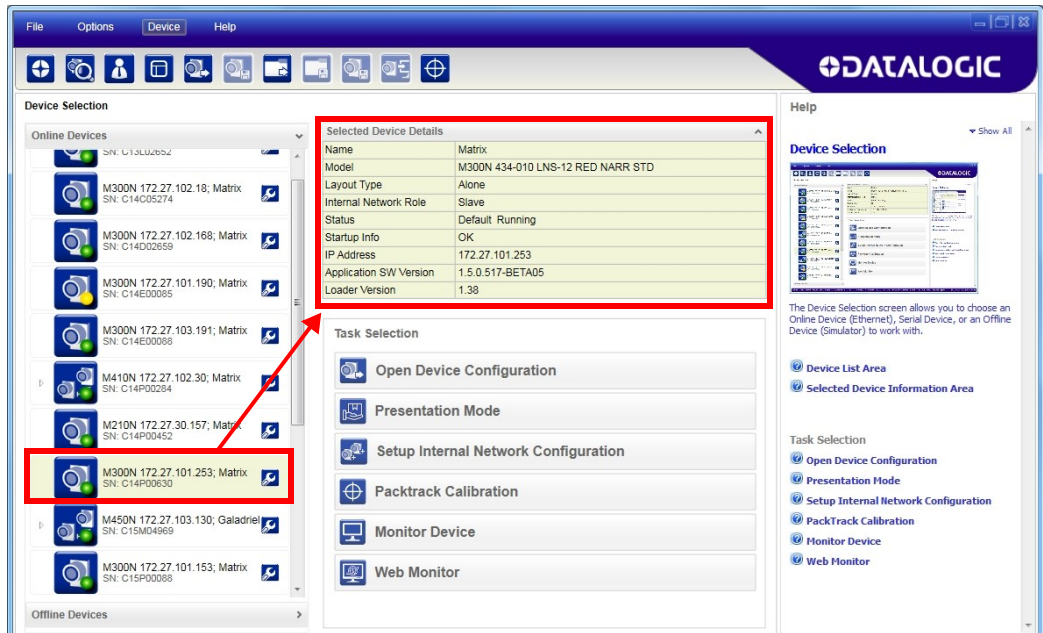 File Options Device Help
DATALOGIC
Device Selection
Online Devices
SN: C13L02652
M300N 172.27.102.18; Matrix
SN: C14C05274
M300N 172.27.102.168; Matrix
SN: C14D02659
M300N 172.27.101.190; Matrix
SN: C14E00085
M300N 172.27.103.191; Matrix
SN: C14E00088
M410N 172.27.102.30; Matrix
SN: C14P00284
M210N 172.27.30.157; Matrix
SN: C14P00452
M300N 172.27.101.253; Matrix
SN: C14P00630
M450N 172.27.103.130; Galadriel
SN: C15M04969
M300N 172.27.101.153; Matrix
SN: C15P00088
Offline Devices
Selected Device Details
Name Matrix
Model M300N 434-010 LNS-12 RED NARR STD
Layout Type Alone
Internal Network Role Slave
Status Default Running
Startup Info OK
IP Address 172.27.101.253
Application SW Version 1.5.0.517-BETA05
Loader Version 1.38
Task Selection
Open Device Configuration
Presentation Mode
Setup Internal Network Configuration
Packtrack Calibration
Monitor Device
Web Monitor
Help
Show All
Device Selection
DATALOGIC
The Device Selection screen allows you to choose an
Online Device (Ethernet), Serial Device, or an Offline
Device (Simulator) to work with.
Device List Area
Selected Device Information Area
Task Selection
Open Device Configuration
Presentation Mode
Setup Internal Network Configuration
PackTrack Calibration
Monitor Device
Web Monitor